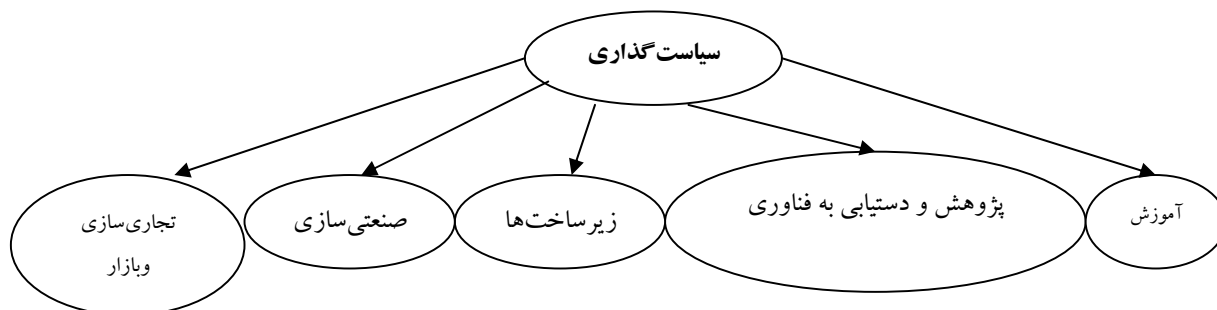 سیاست‌گذاری
آموزش
پژوهش و دستیابی به فناوری
زیرساخت‌ها
صنعتی‌سازی
تجاری‌سازی
وبازار